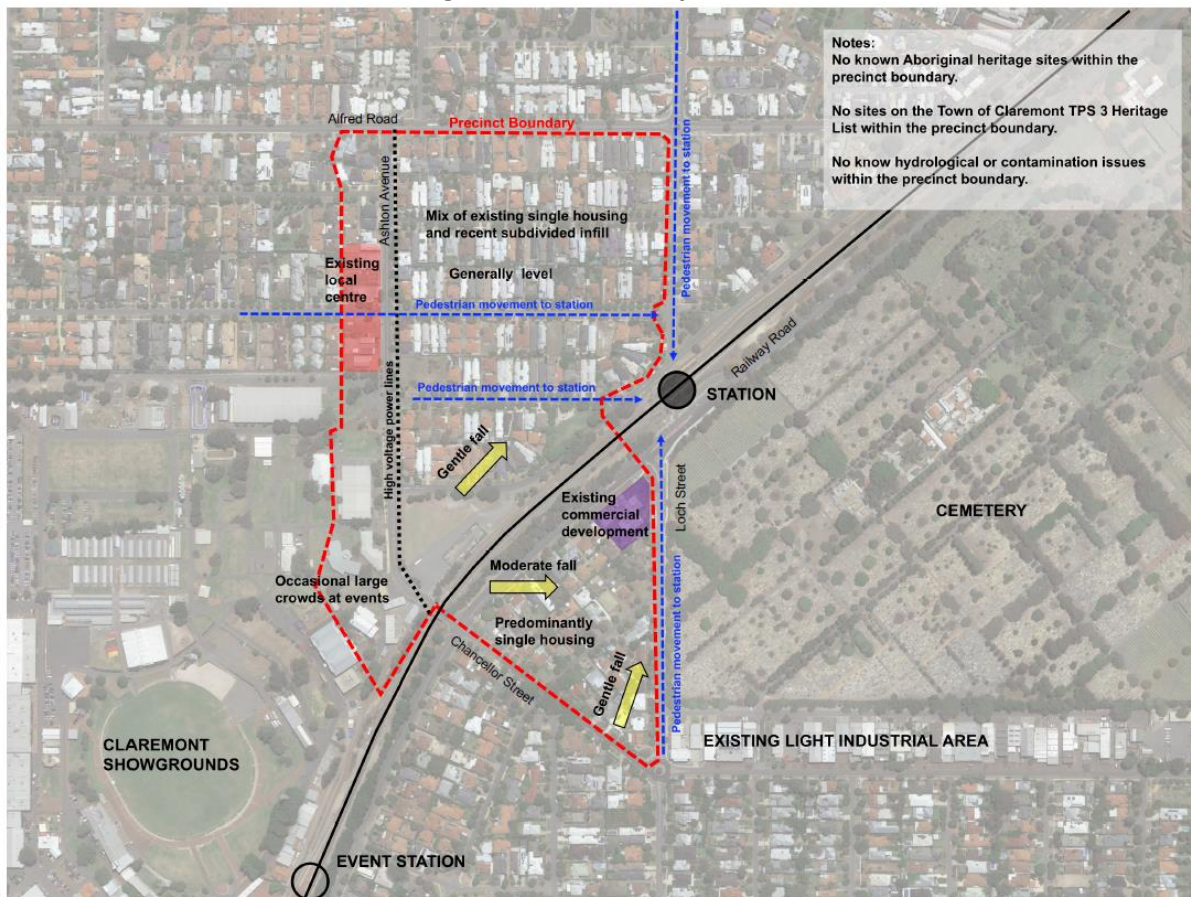 Notes:
No known Aboriginal heritage sites within the
precinct boundary.
No sites on the Town of Claremont TPS 3 Heritage
List within the precinct boundary.
No know hydrological or contamination issues
within the precinct boundary.
Alfred Road
Precinct Boundary
Ashton Avenue
Pedestrian movement to station
Mix of existing single housing
and recent subdivided infill
Existing
local
centre
Generally level
Pedestrian movement to station
Railway Road
Pedestrian movement to station
STATION
High voltage power lines
Gentle fall
Existing
commercial
development
Loch Street
CEMETERY
Moderate fall
Occasional large
crowds at events
Predominantly
single housing
Chancellor Street
Gentle fall
Pedestrian movement to station
CLAREMONT
SHOWGROUNDS
EXISTING LIGHT INDUSTRIAL AREA
EVENT STATION